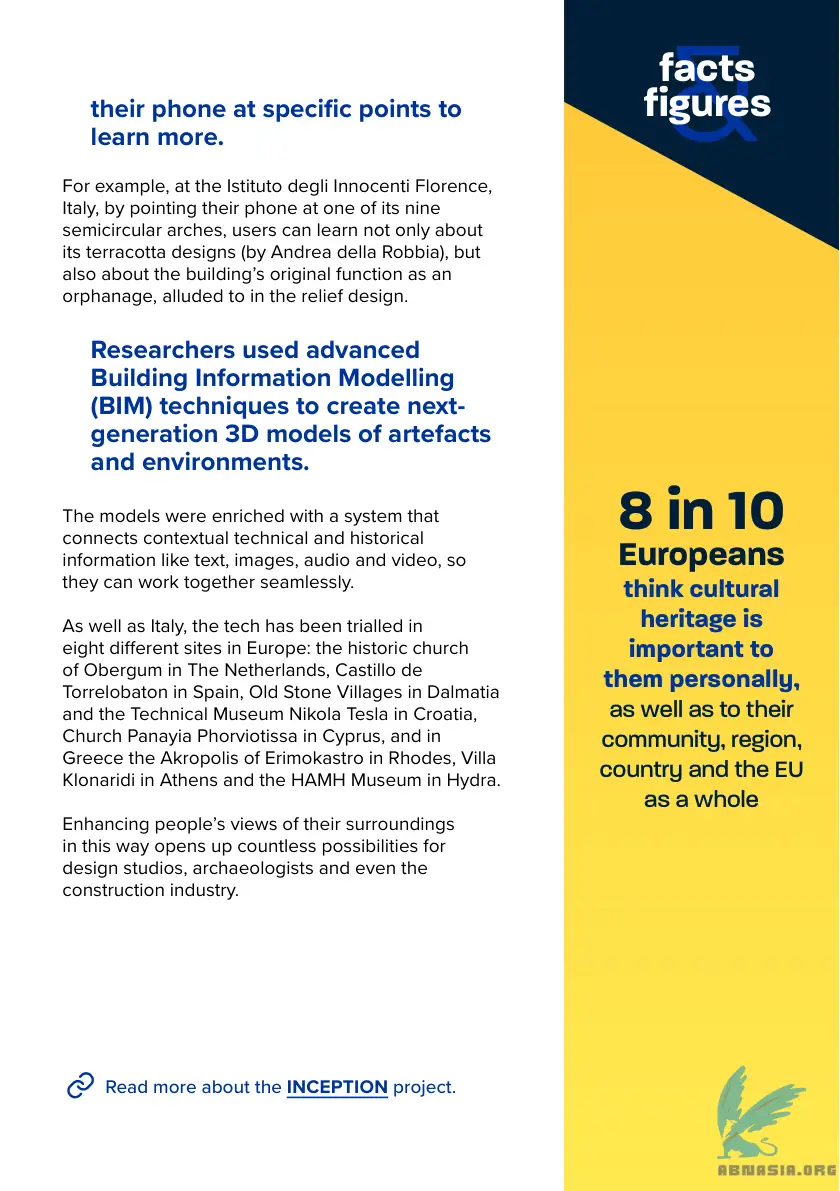 their phone at specific points to
learn more.
For example, at the Istituto degli Innocenti Florence,
Italy, by pointing their phone at one of its nine
semicircular arches, users can learn not only about
its terracotta designs (by Andrea della Robbia), but
also about the building’s original function as an
orphanage, alluded to in the relief design.
Researchers used advanced
Building Information Modelling
(BIM) techniques to create next-
generation 3D models of artefacts
and environments.
The models were enriched with a system that
connects contextual technical and historical
information like text, images, audio and video, so
they can work together seamlessly.
As well as Italy, the tech has been trialled in
eight different sites in Europe: the historic church
of Obergum in The Netherlands, Castillo de
Torrelobaton in Spain, Old Stone Villages in Dalmatia
and the Technical Museum Nikola Tesla in Croatia,
Church Panayia Phorviotissa in Cyprus, and in
Greece the Akropolis of Erimokastro in Rhodes, Villa
Klonaridi in Athens and the HAMH Museum in Hydra.
Enhancing people’s views of their surroundings
in this way opens up countless possibilities for
design studios, archaeologists and even the
construction industry.
Read more about the INCEPTION project.
facts
&
figures
8 in 10
Europeans
think cultural
heritage is
important to
them personally,
as well as to their
community, region,
country and the EU
as a whole
ABNASIA.ORG